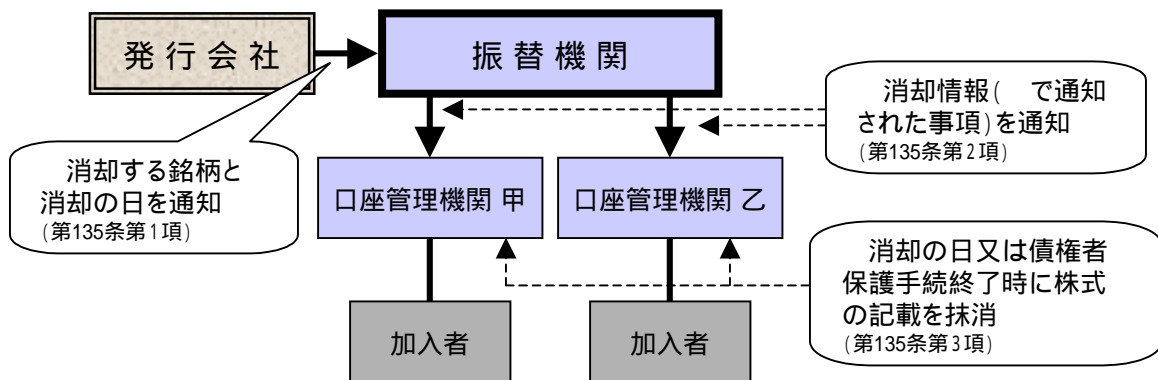 発行会社
振替機関
消却情報( で通知
された事項)を通知
(第135条第2項)
消却する銘柄と
消却の日を通知
(第135条第1項)
口座管理機関 甲
口座管理機関 乙
消却の日又は債権者
保護手続終了時に株式
の記載を抹消
(第135条第3項)
加入者
加入者